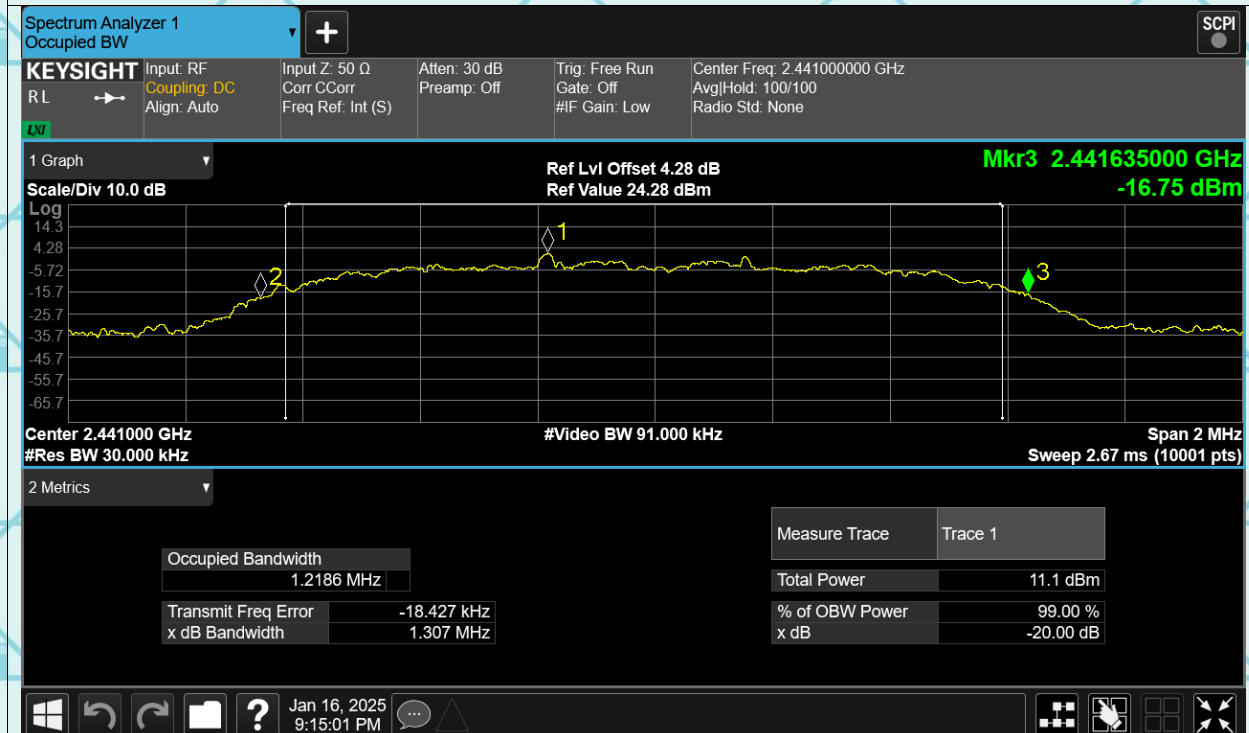 Spectrum Analyzer 1
Occupied BW
+
SCPI
KEYSIGHT
RL
LXI
Input: RF
Coupling: DC
Align: Auto
Input Z: 50 Ω
Corr CCorr
Freq Ref: Int (S)
Atten: 30 dB
Preamp: Off
Trig: Free Run
Gate: Off
#IF Gain: Low
Center Freq: 2.441000000 GHz
Avg|Hold: 100/100
Radio Std: None
1 Graph
Scale/Div 10.0 dB
Ref Lvl Offset 4.28 dB
Ref Value 24.28 dBm
Mkr3 2.441635000 GHz
-16.75 dBm
Log
14.3
4.28
-5.72
-15.7
-25.7
-35.7
-45.7
-55.7
-65.7
1
2
3
Center 2.441000 GHz
#Video BW 91.000 kHz
Span 2 MHz
#Res BW 30.000 kHz
Sweep 2.67 ms (10001 pts)
2 Metrics
Occupied Bandwidth
1.2186 MHz
Transmit Freq Error -18.427 kHz
x dB Bandwidth 1.307 MHz
Measure Trace Trace 1
Total Power 11.1 dBm
% of OBW Power 99.00 %
x dB -20.00 dB
?
Jan 16, 2025
9:15:01 PM